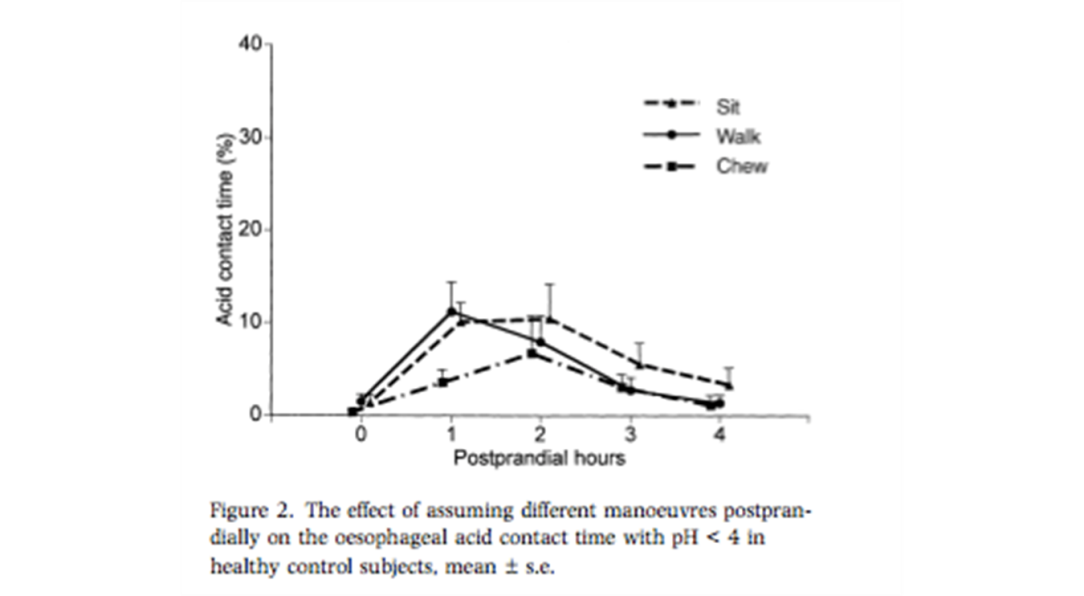 40
30
20
10
0
Acid contact time (%)
Sit
Walk
Chew
0 1 2 3 4
Postprandial hours
Figure 2. The effect of assuming different manoeuvres postpran-
dially on the oesophageal acid contact time with pH < 4 in
healthy control subjects, mean ± s.e.